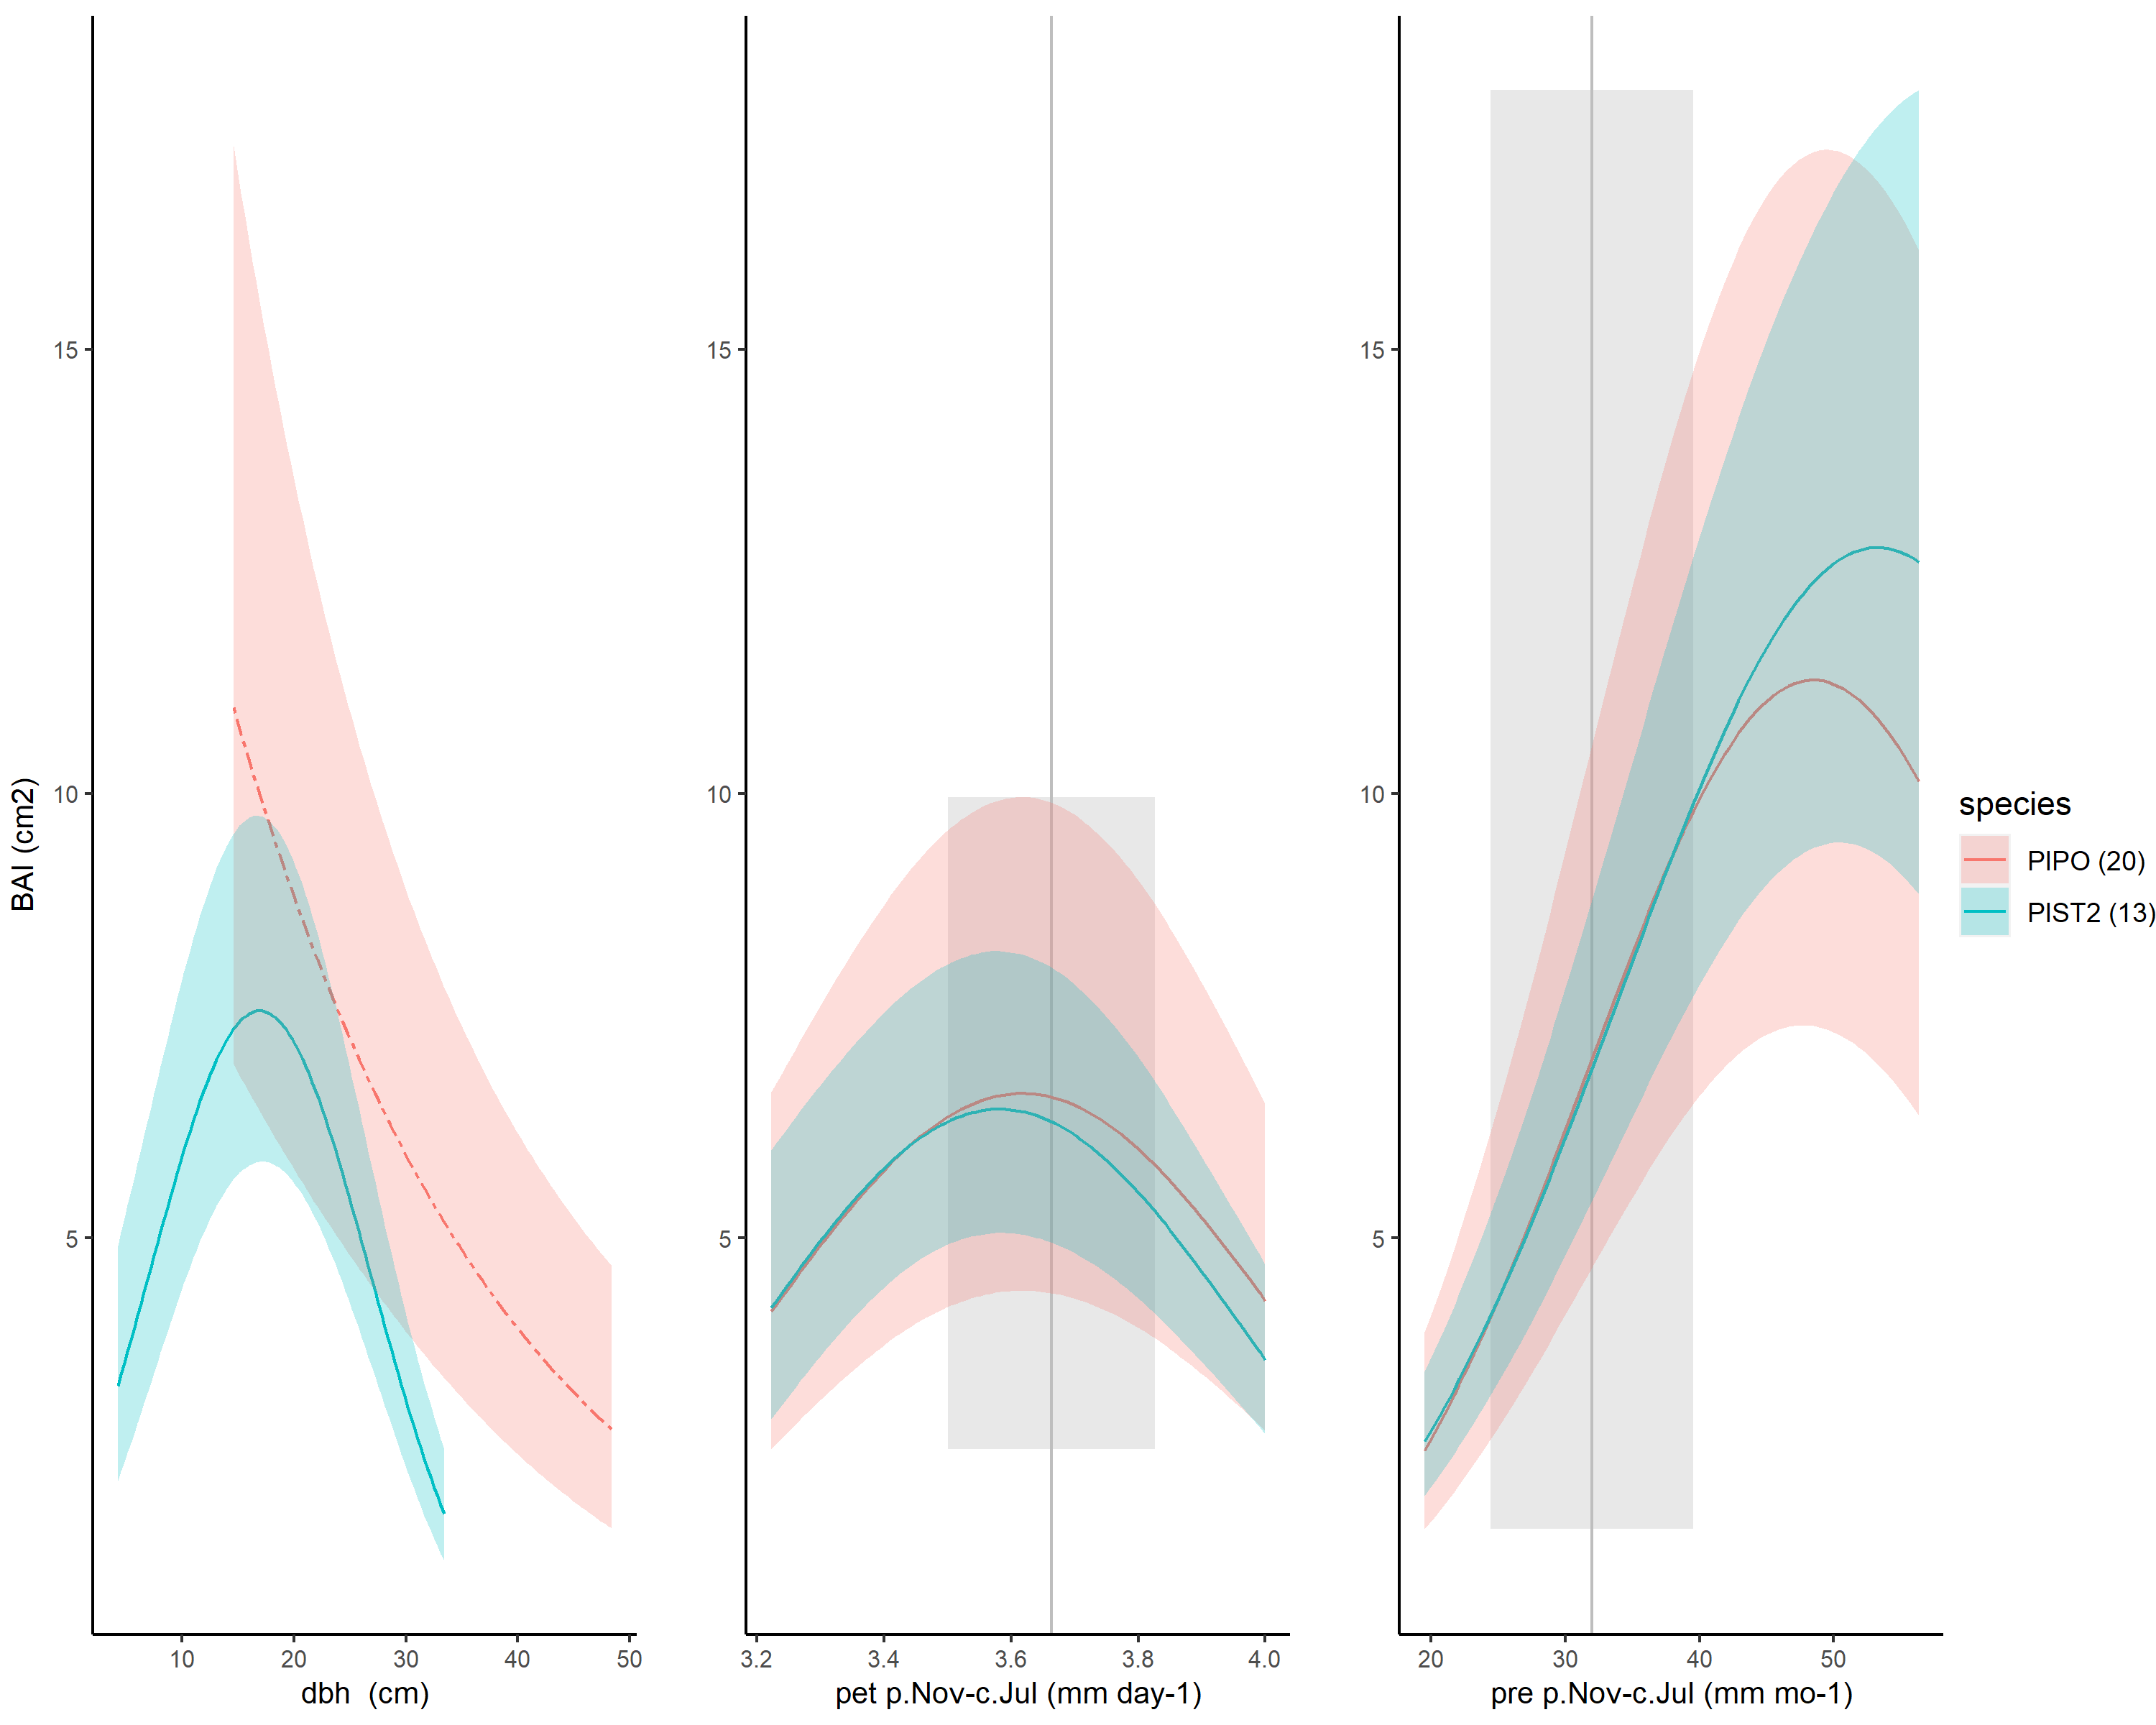 BAI (cm2)
15
10
5
10 20 30 40 50
dbh  (cm)
15
10
5
3.2 3.4 3.6 3.8 4.0
pet p.Nov-c.Jul (mm day-1)
15
10
5
20 30 40 50
pre p.Nov-c.Jul (mm mo-1)
species
PIPO (20)
PIST2 (13)